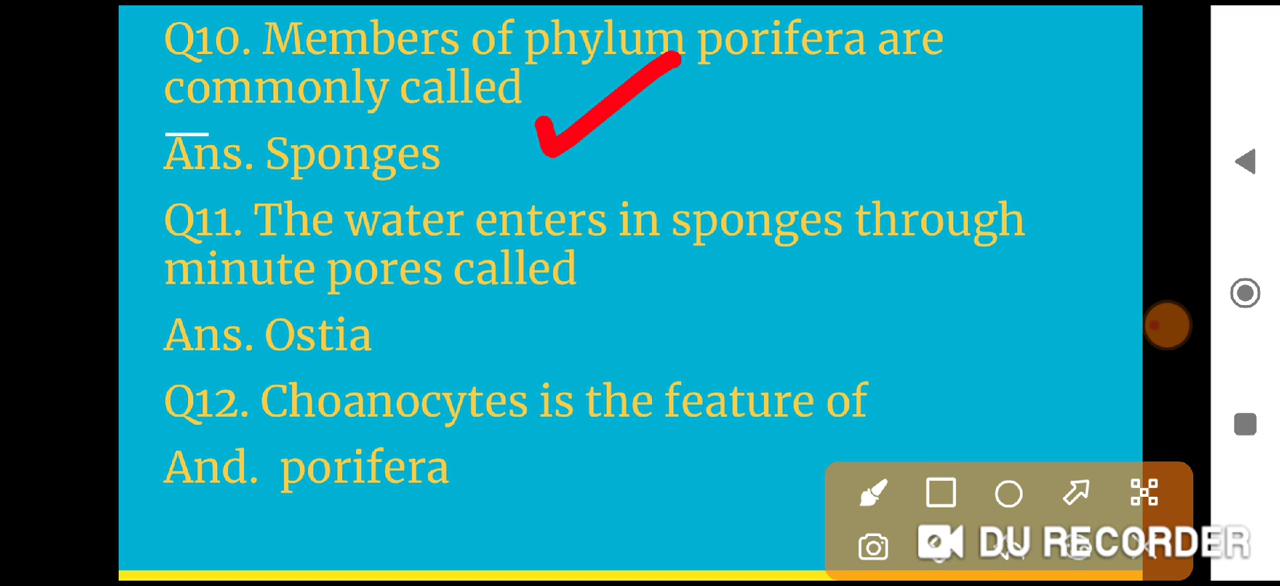 Q10. Members of phylum porifera are
commonly called
Ans. Sponges
Q11. The water enters in sponges through
minute pores called
Ans. Ostia
Q12. Choanocytes is the feature of
And. porifera
DU RECORDER